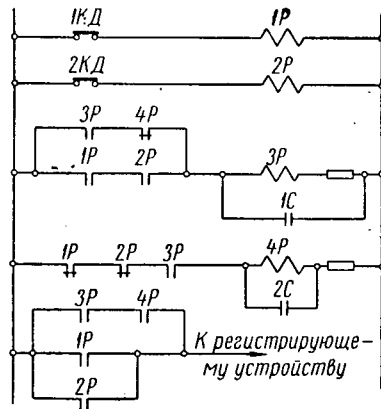 1КД 1Р
2КД 2Р
3Р 4Р
1Р 2Р 3Р
1С
1Р 2Р 3Р 4Р
2С
3Р 4Р
1Р
2Р
К регистрирующе-
му устройству